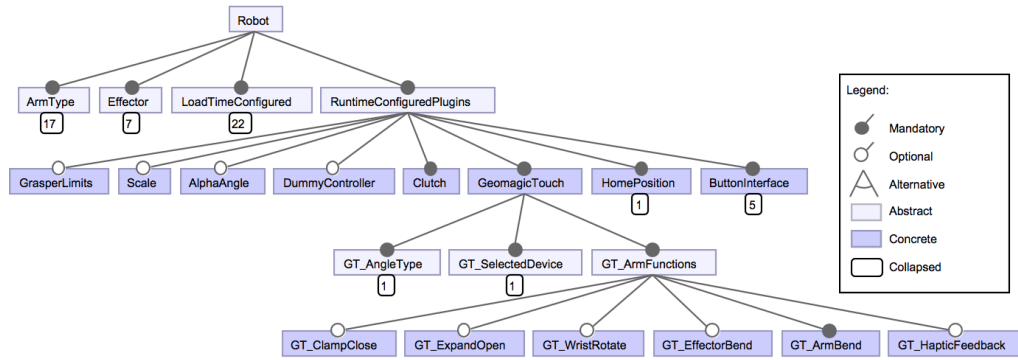 Robot
ArmType
Effector
LoadTimeConfigured
RuntimeConfiguredPlugins
17
7
22
Legend:
Mandatory
Optional
Alternative
Abstract
Concrete
Collapsed
GrasperLimits
Scale
AlphaAngle
DummyController
Clutch
GeomagicTouch
HomePosition
ButtonInterface
1
5
GT_AngleType
GT_SelectedDevice
GT_ArmFunctions
1
1
GT_ClampClose
GT_ExpandOpen
GT_WristRotate
GT_EffectorBend
GT_ArmBend
GT_HapticFeedback